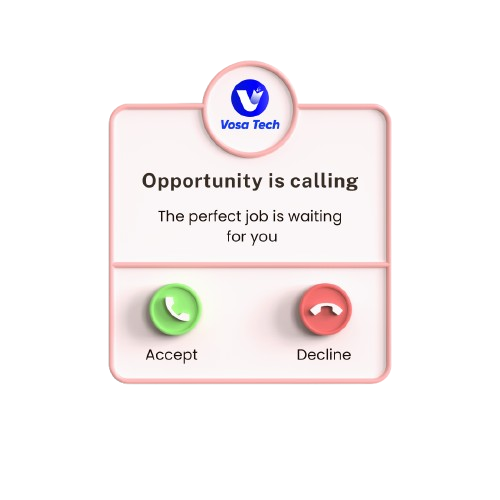 Vosa Tech
Opportunity is calling
The perfect job is waiting
for you
Accept
Decline